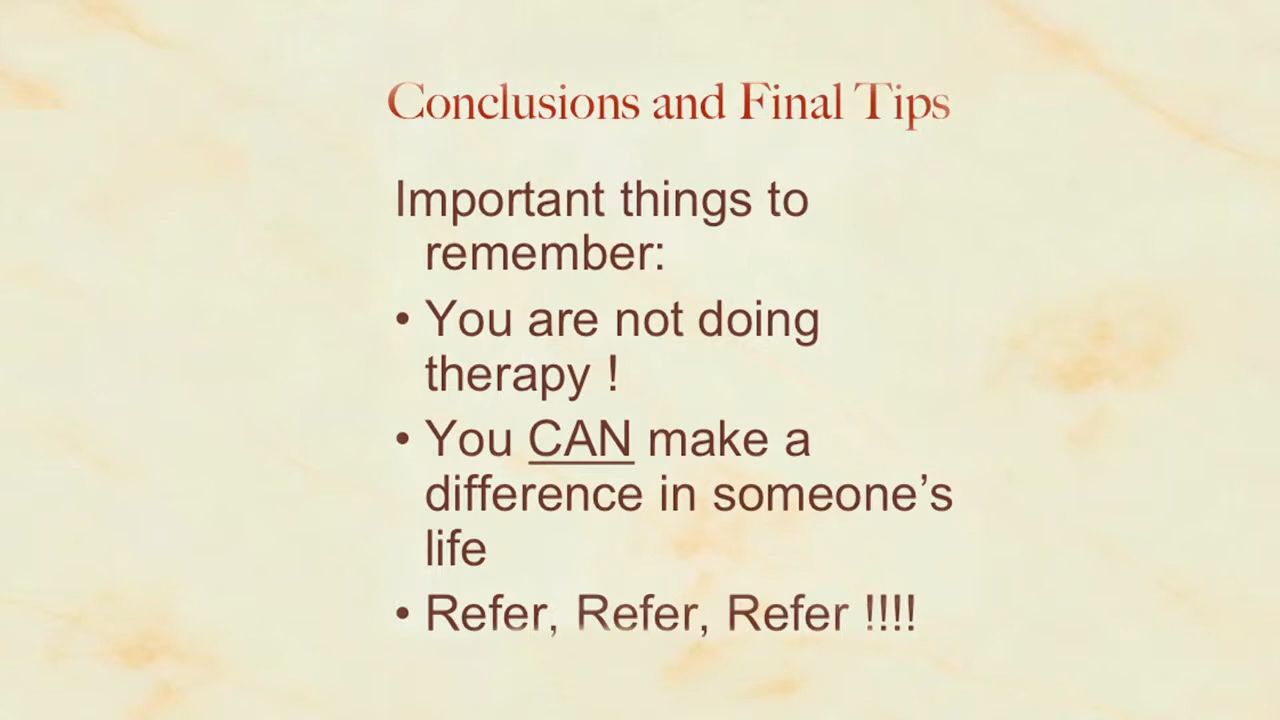 Conclusions and Final Tips
Important things to
remember:
• You are not doing
therapy !
• You CAN make a
difference in someone’s
life
• Refer, Refer, Refer !!!!